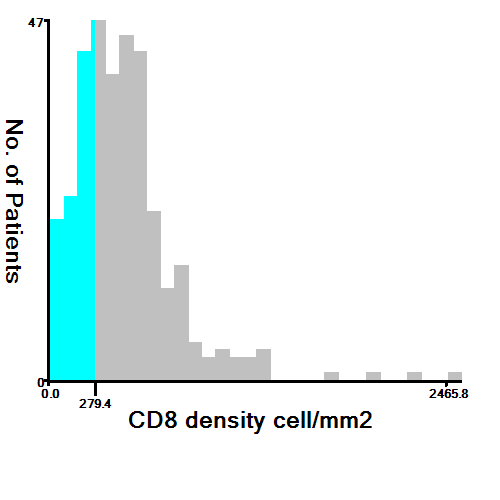 47
No. of Patients
0
0.0
279.4
2465.8
CD8 density cell/mm2